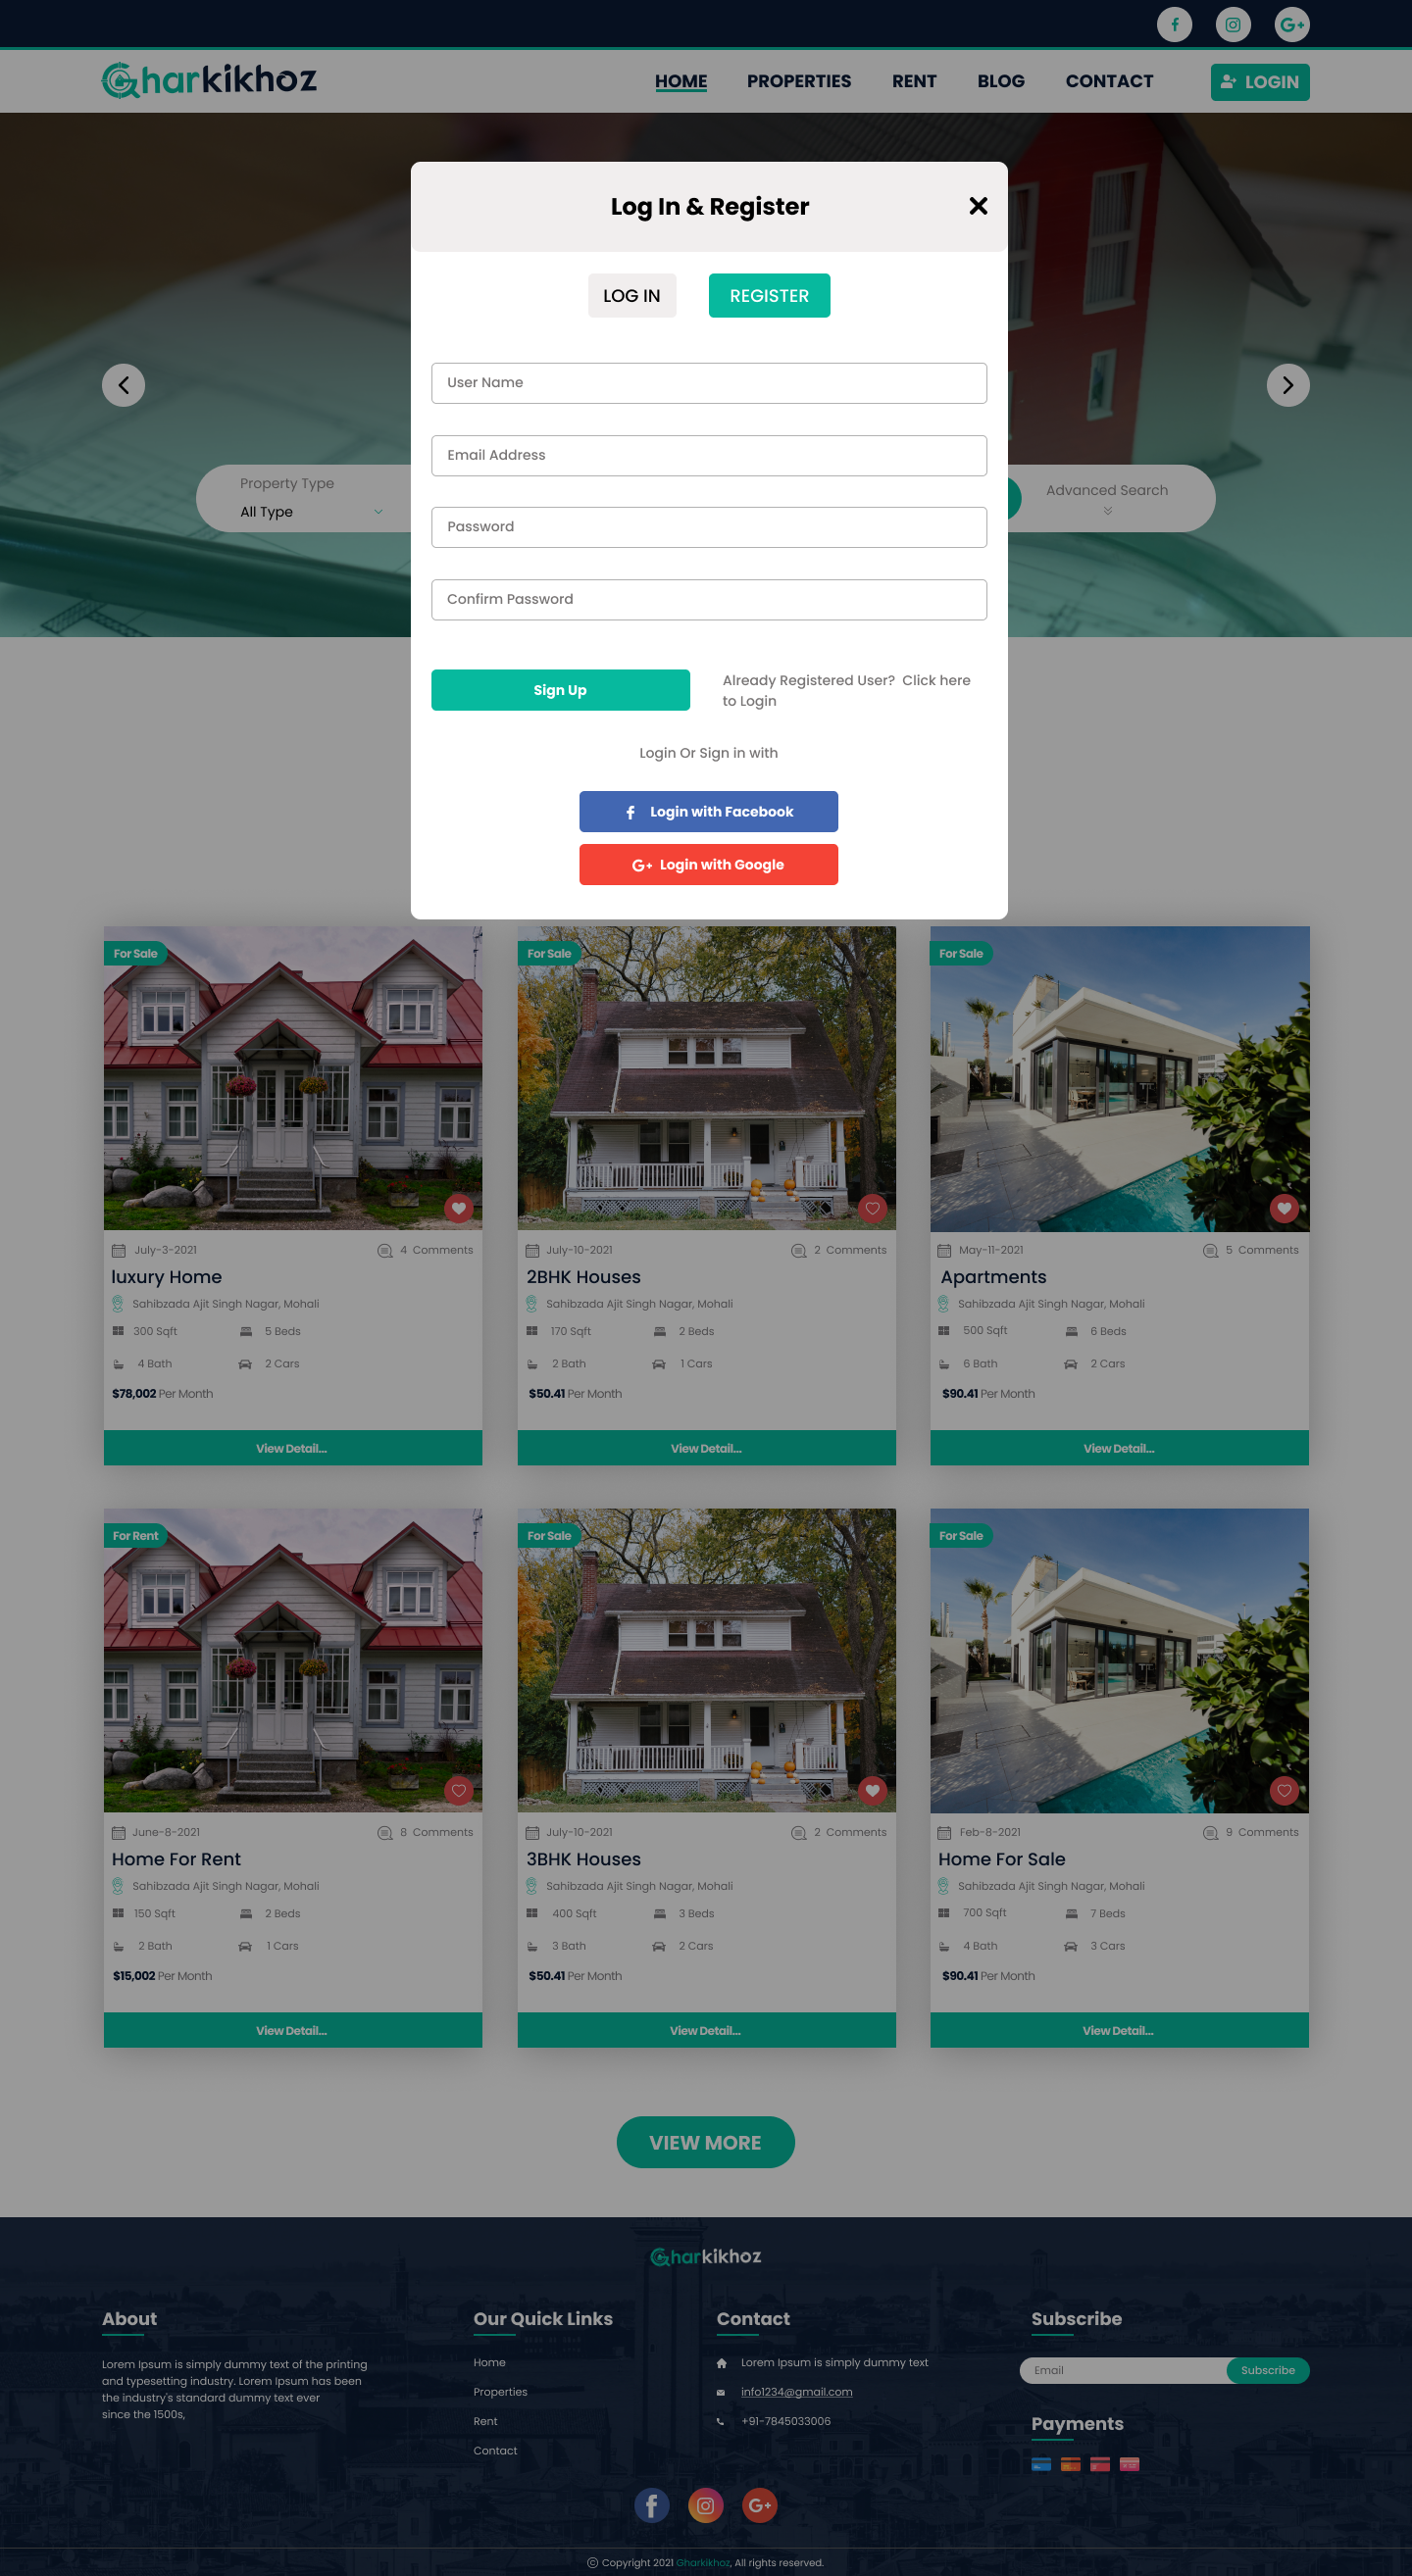 Gharkikhoz
HOME PROPERTIES RENT BLOG CONTACT LOGIN
Log In & Register
LOG IN REGISTER
User Name
Email Address
Password
Confirm Password
Property Type
All Type
Advanced Search
Sign Up
Already Registered User? Click here
to Login
Login Or Sign in with
Login with Facebook
G+ Login with Google
For Sale
July-3-2021 4 Comments
luxury Home
Sahibzada Ajit Singh Nagar, Mohali
300 Sqft 5 Beds
4 Bath 2 Cars
$78,002 Per Month
View Detail...
For Sale
July-10-2021 2 Comments
2BHK Houses
Sahibzada Ajit Singh Nagar, Mohali
170 Sqft 2 Beds
2 Bath 1 Cars
$50.41 Per Month
View Detail...
For Sale
May-11-2021 5 Comments
Apartments
Sahibzada Ajit Singh Nagar, Mohali
500 Sqft 6 Beds
6 Bath 2 Cars
$90.41 Per Month
View Detail...
For Rent
June-8-2021 8 Comments
Home For Rent
Sahibzada Ajit Singh Nagar, Mohali
150 Sqft 2 Beds
2 Bath 1 Cars
$15,002 Per Month
View Detail...
For Sale
July-10-2021 2 Comments
3BHK Houses
Sahibzada Ajit Singh Nagar, Mohali
400 Sqft 3 Beds
3 Bath 2 Cars
$50.41 Per Month
View Detail...
For Sale
Feb-8-2021 9 Comments
Home For Sale
Sahibzada Ajit Singh Nagar, Mohali
700 Sqft 7 Beds
4 Bath 3 Cars
$90.41 Per Month
View Detail...
VIEW MORE
Gharkikhoz
About
Lorem Ipsum is simply dummy text of the printing
and typesetting industry. Lorem Ipsum has been
the industry's standard dummy text ever
since the 1500s,
Our Quick Links
Home
Properties
Rent
Contact
Contact
Lorem Ipsum is simply dummy text
info1234@gmail.com
+91-7845033006
Subscribe
Email Subscribe
Payments
© Copyright 2021 Gharkikhoz, All rights reserved.